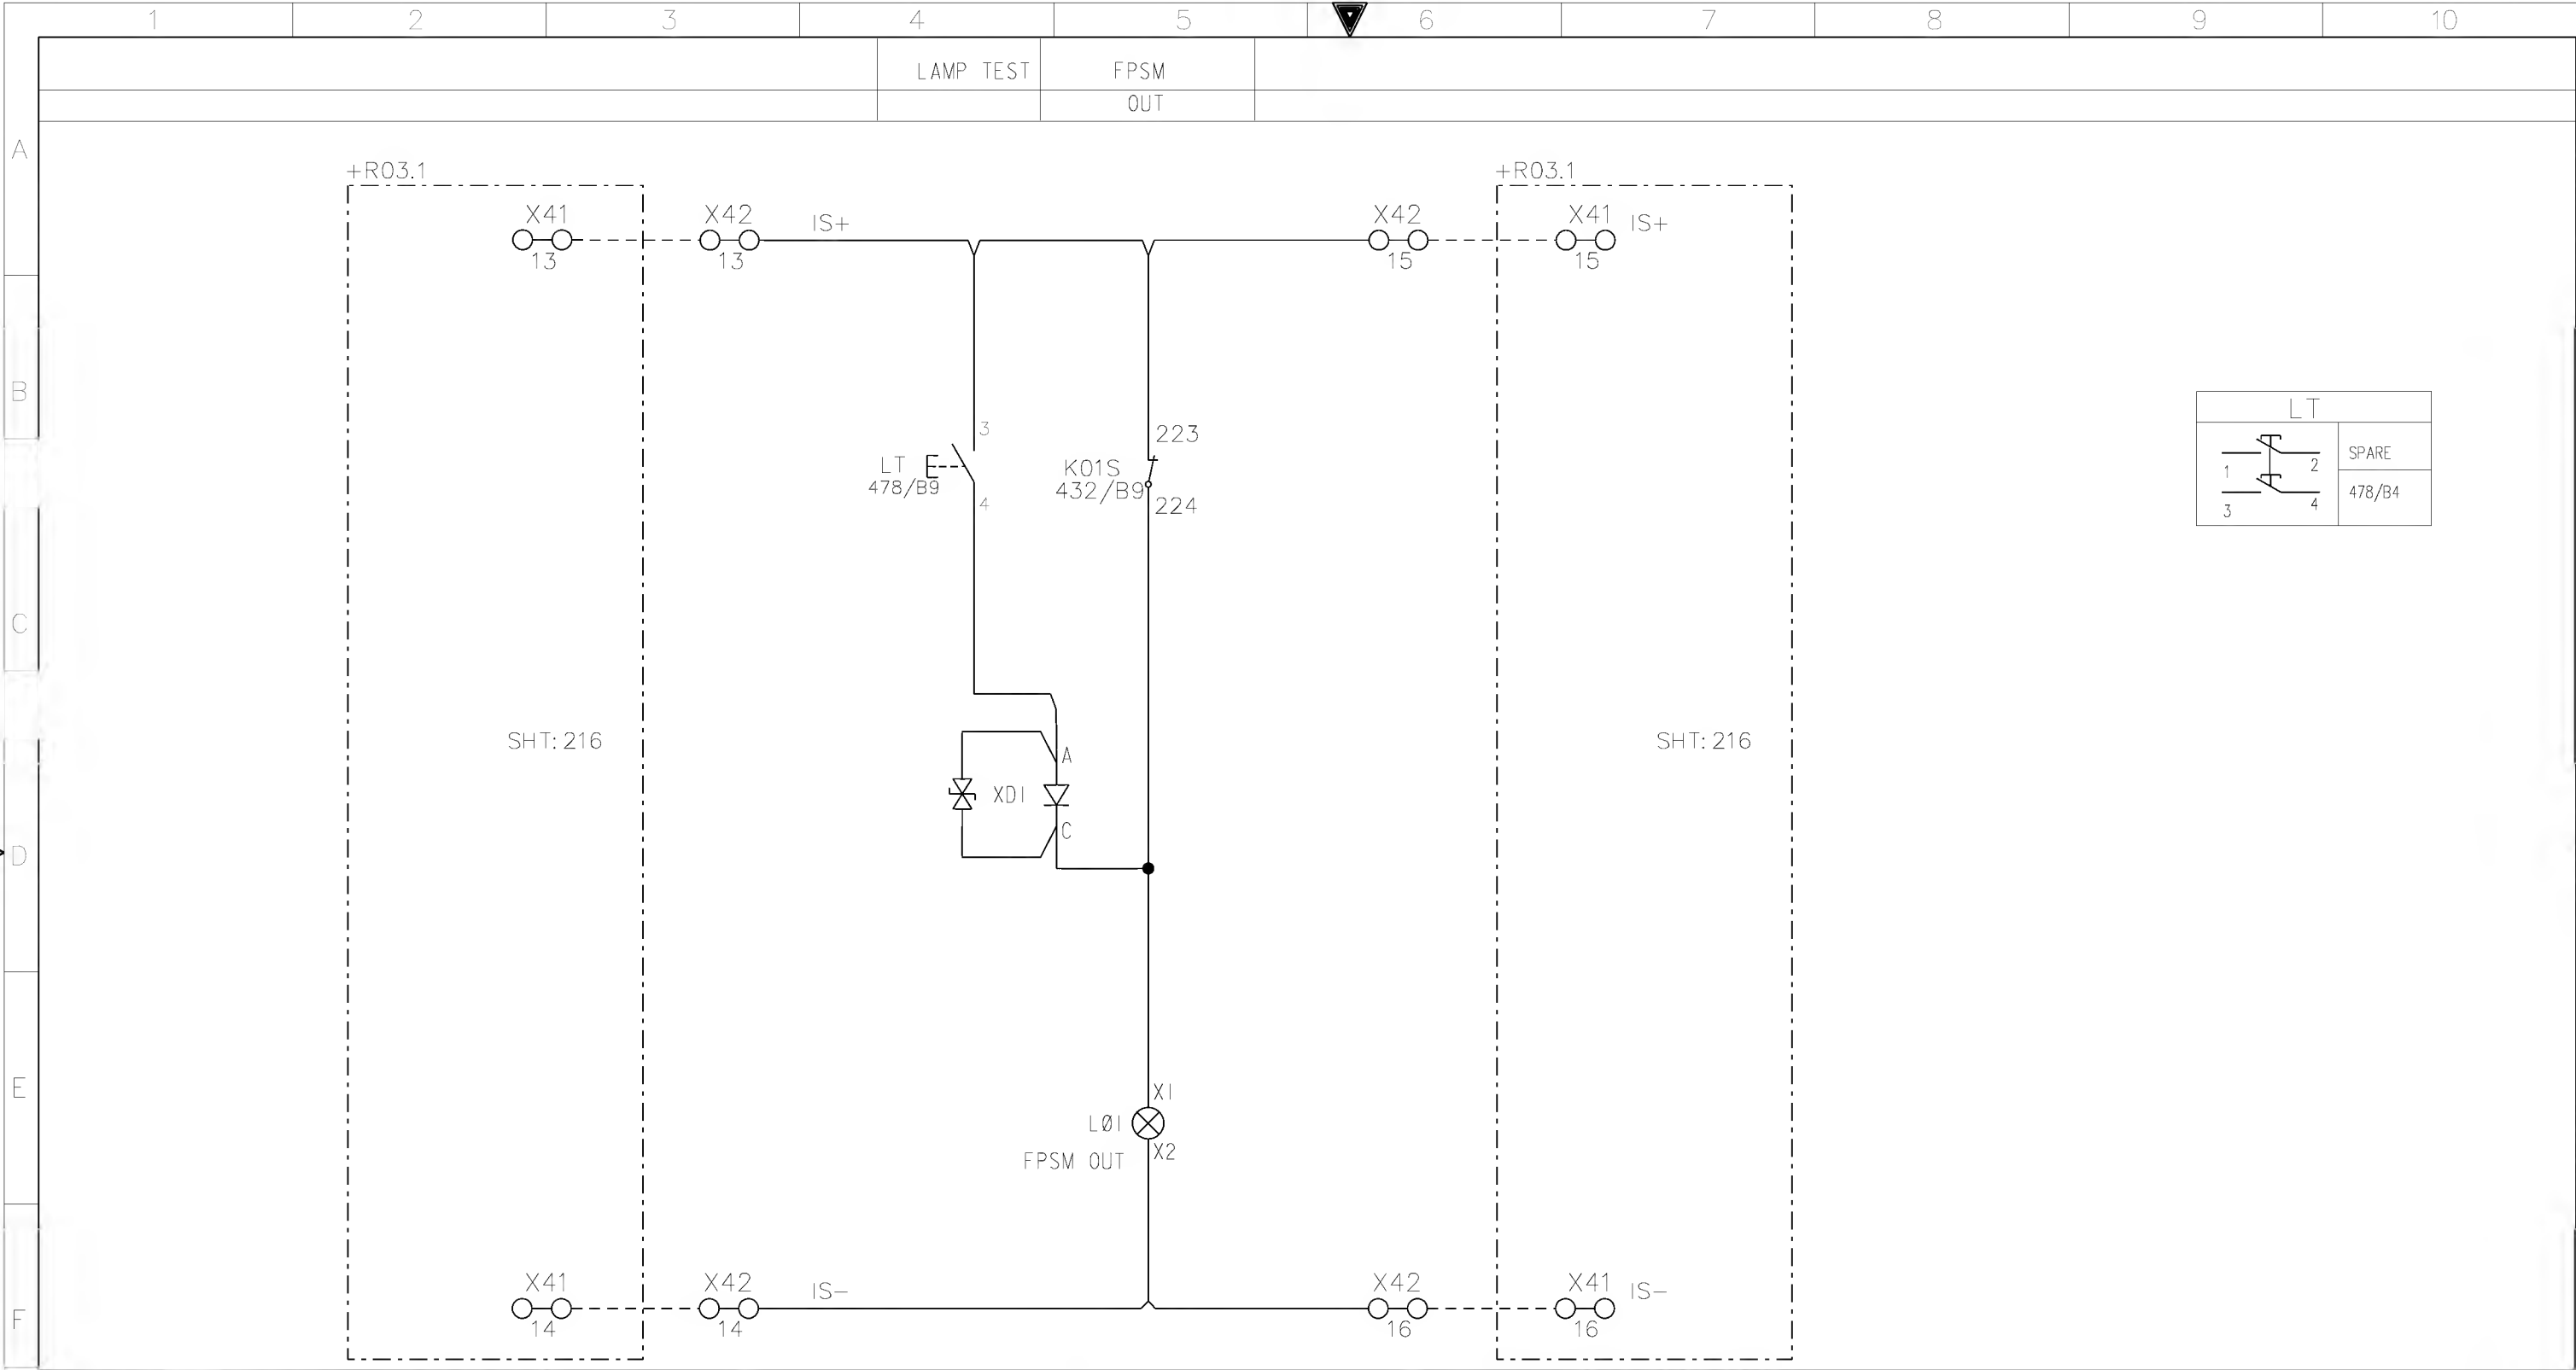 1 2 3 4 5 6 7 8 9 10
LAMP TEST FPSM
OUT
A
+R03.1 +R03.1
X41 X42 IS+ X42 X41 IS+
13 13 15 15
B
LT
3
223
LT K01S
478/B9 432/B9
4
224
1 2 SPARE
3 4 478/B4
C
SHT: 216 SHT: 216
A
XD1
C
D
E
X1
LØ1
X2
FPSM OUT
X41 X42 IS- X42 X41 IS-
14 14 16 16
F